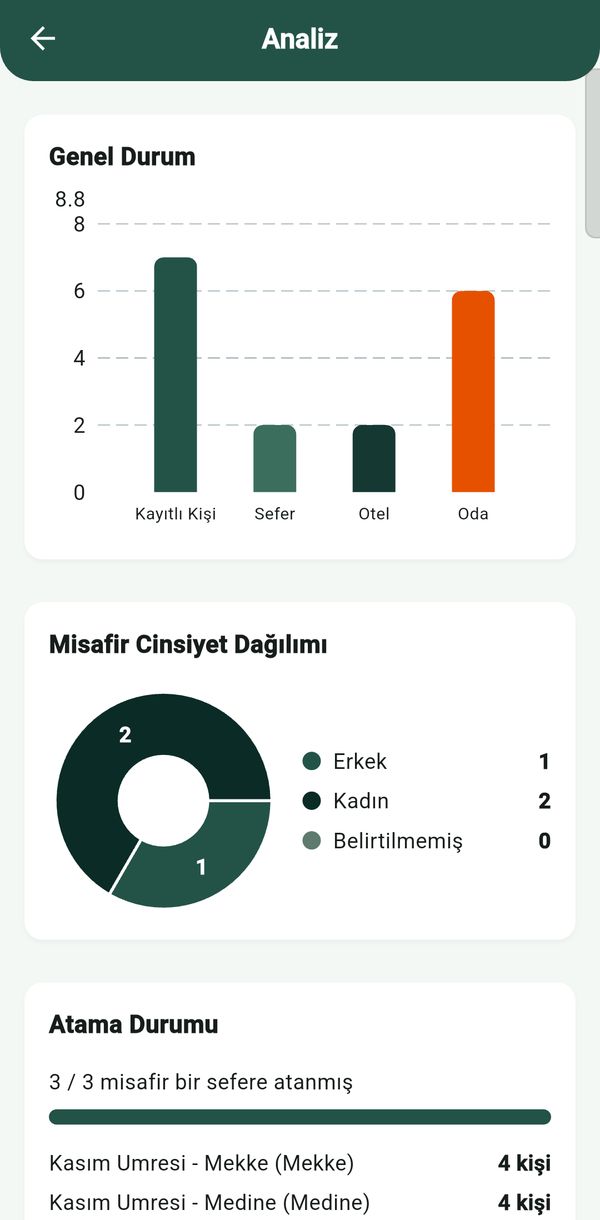 Analiz
Genel Durum
8.8
8
6
4
2
0
Kayıtlı Kişi Sefer Otel Oda
Misafir Cinsiyet Dağılımı
2
1
Erkek 1
Kadın 2
Belirtilmemiş 0
Atama Durumu
3 / 3 misafir bir sefere atanmış
Kasım Umresi - Mekke (Mekke) 4 kişi
Kasım Umresi - Medine (Medine) 4 kişi